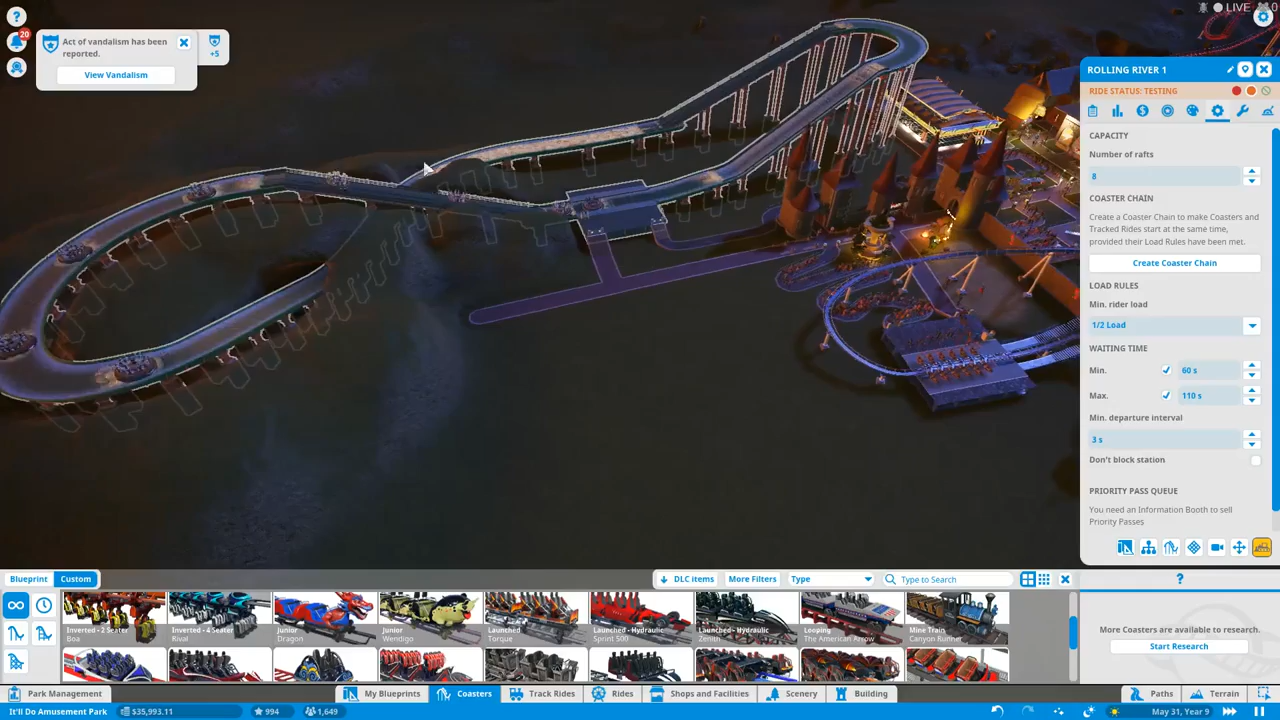 LIVE
?
20
Act of vandalism has been
reported.
+5
View Vandalism
ROLLING RIVER 1
RIDE STATUS: TESTING
CAPACITY
Number of rafts
8
COASTER CHAIN
Create a Coaster Chain to make Coasters and
Tracked Rides start at the same time,
provided their Load Rules have been met.
Create Coaster Chain
LOAD RULES
Min. rider load
1/2 Load
WAITING TIME
Min.
60 s
Max.
110 s
Min. departure interval
3 s
Don't block station
PRIORITY PASS QUEUE
You need an Information Booth to sell
Priority Passes
Blueprint
Custom
DLC items
More Filters
Type
Type to Search
?
Inverted - 2 Seater
Boa
Inverted - 4 Seater
Rival
Junior
Dragon
Junior
Wendigo
Launched
Torque
Launched - Hydraulic
Sprint 500
Launched - Hydraulic
Zenith
Looping
The American Arrow
Mine Train
Canyon Runner
More Coasters are available to research.
Start Research
Park Management
My Blueprints
Coasters
Track Rides
Rides
Shops and Facilities
Scenery
Building
Paths
Terrain
It'll Do Amusement Park
$35,993.11
994
1,649
May 31, Year 9